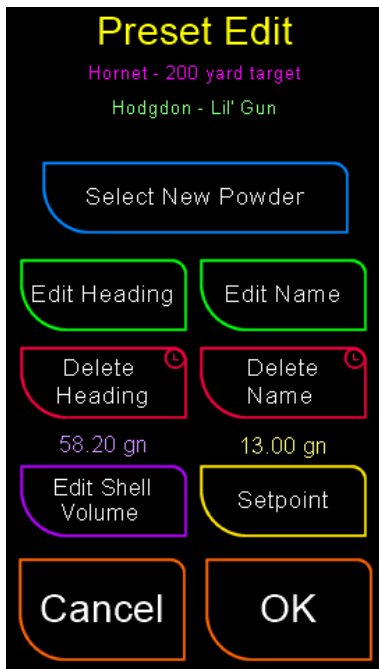 Preset Edit
Hornet - 200 yard target
Hodgdon - Lil' Gun
Select New Powder
Edit Heading
Edit Name
Delete
Heading
Delete
Name
58.20 gn
13.00 gn
Edit Shell
Volume
Setpoint
Cancel
OK